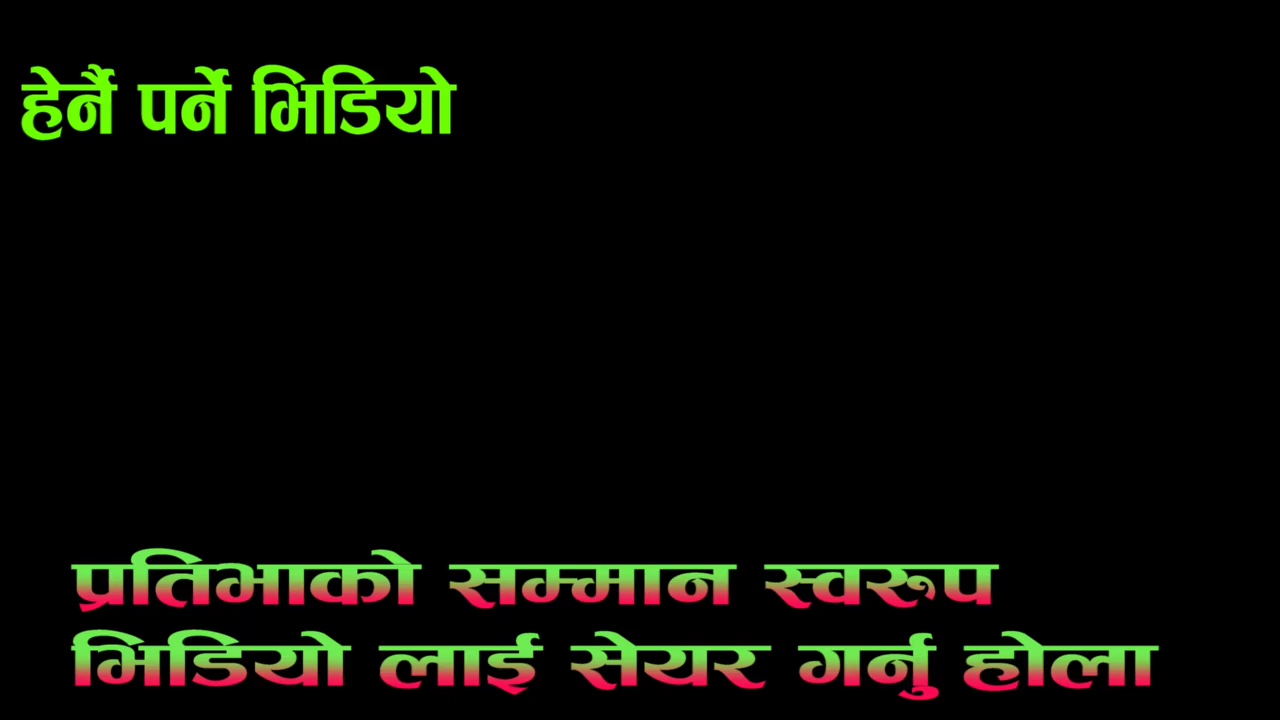 हेर्नै पर्ने भिडियो
प्रतिभाको सम्मान स्वरुप
भिडियो लाई सेयर गर्नु होला